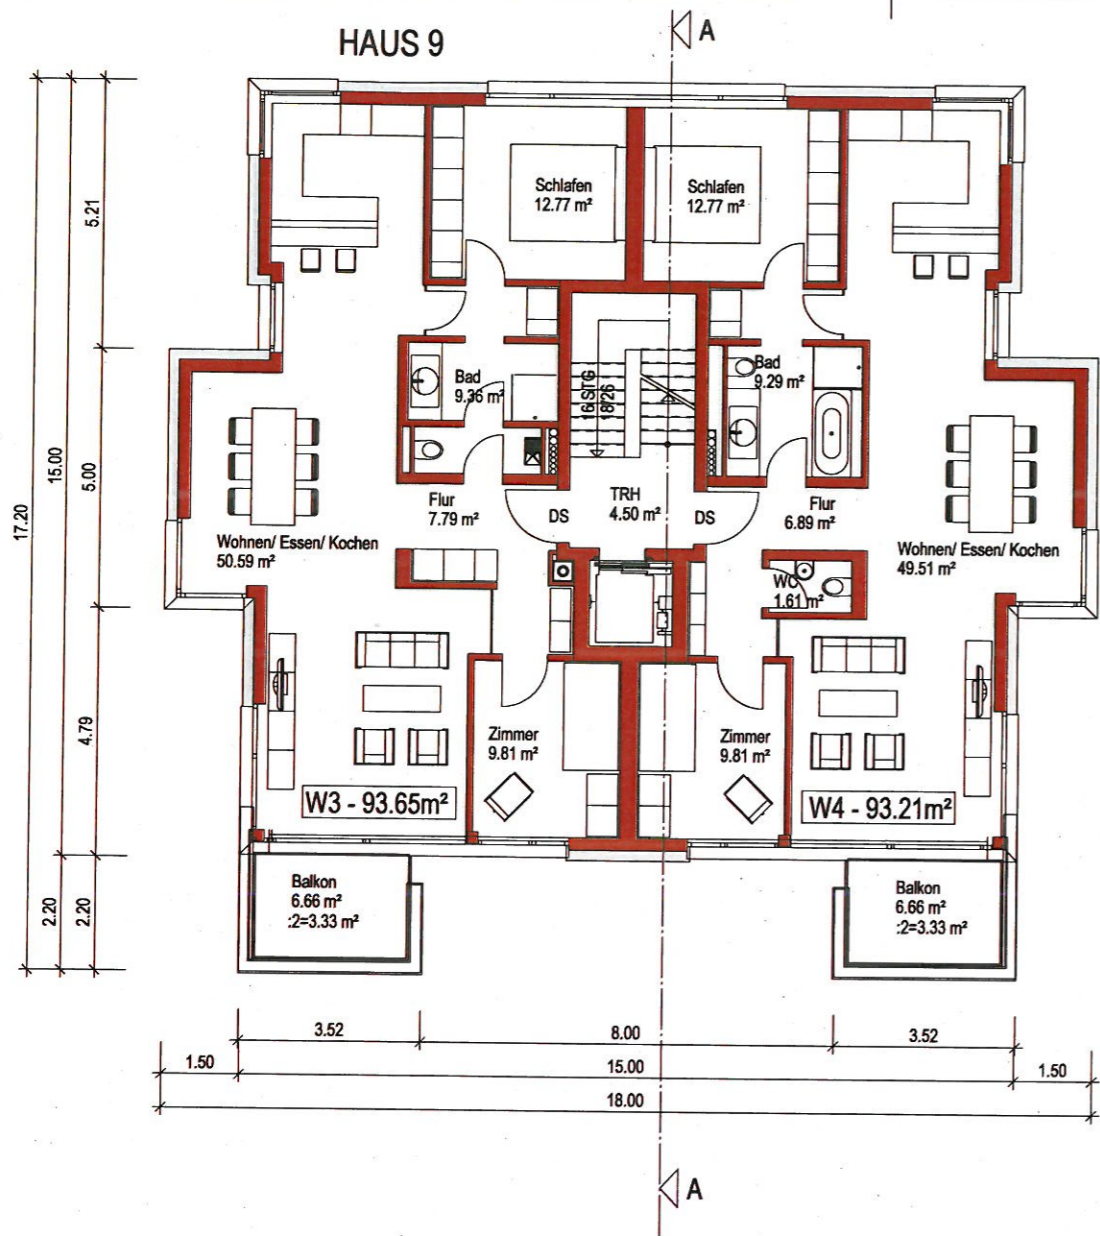 HAUS 9
A
Schlafen
12.77 m²
Schlafen
12.77 m²
Bad
9.36 m²
16 STG
18/26
Bad
9.29 m²
Flur
7.79 m²
DS
TRH
4.50 m²
DS
Flur
6.89 m²
Wohnen/ Essen/ Kochen
50.59 m²
Wohnen/ Essen/ Kochen
49.51 m²
WC
1.61 m²
Zimmer
9.81 m²
Zimmer
9.81 m²
W3 - 93.65m²
W4 - 93.21m²
Balkon
6.66 m²
:2=3.33 m²
Balkon
6.66 m²
:2=3.33 m²
17.20
15.00
2.20
5.21
5.00
4.79
2.20
3.52
8.00
3.52
1.50
15.00
1.50
18.00
A